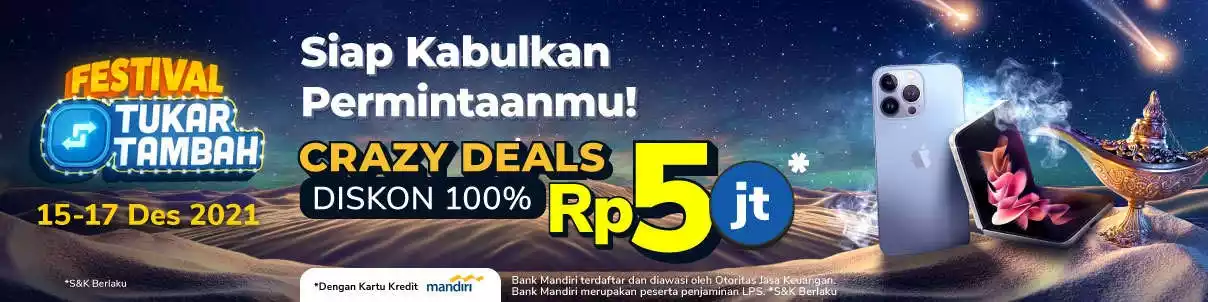 FESTIVAL
TUKAR
TAMBAH
15-17 Des 2021
*S&K Berlaku
Siap Kabulkan
Permintaanmu!
CRAZY DEALS
DISKON 100%
Rp5jt*
*Dengan Kartu Kredit mandiri
Bank Mandiri terdaftar dan diawasi oleh Otoritas Jasa Keuangan.
Bank Mandiri merupakan peserta penjaminan LPS. *S&K Berlaku